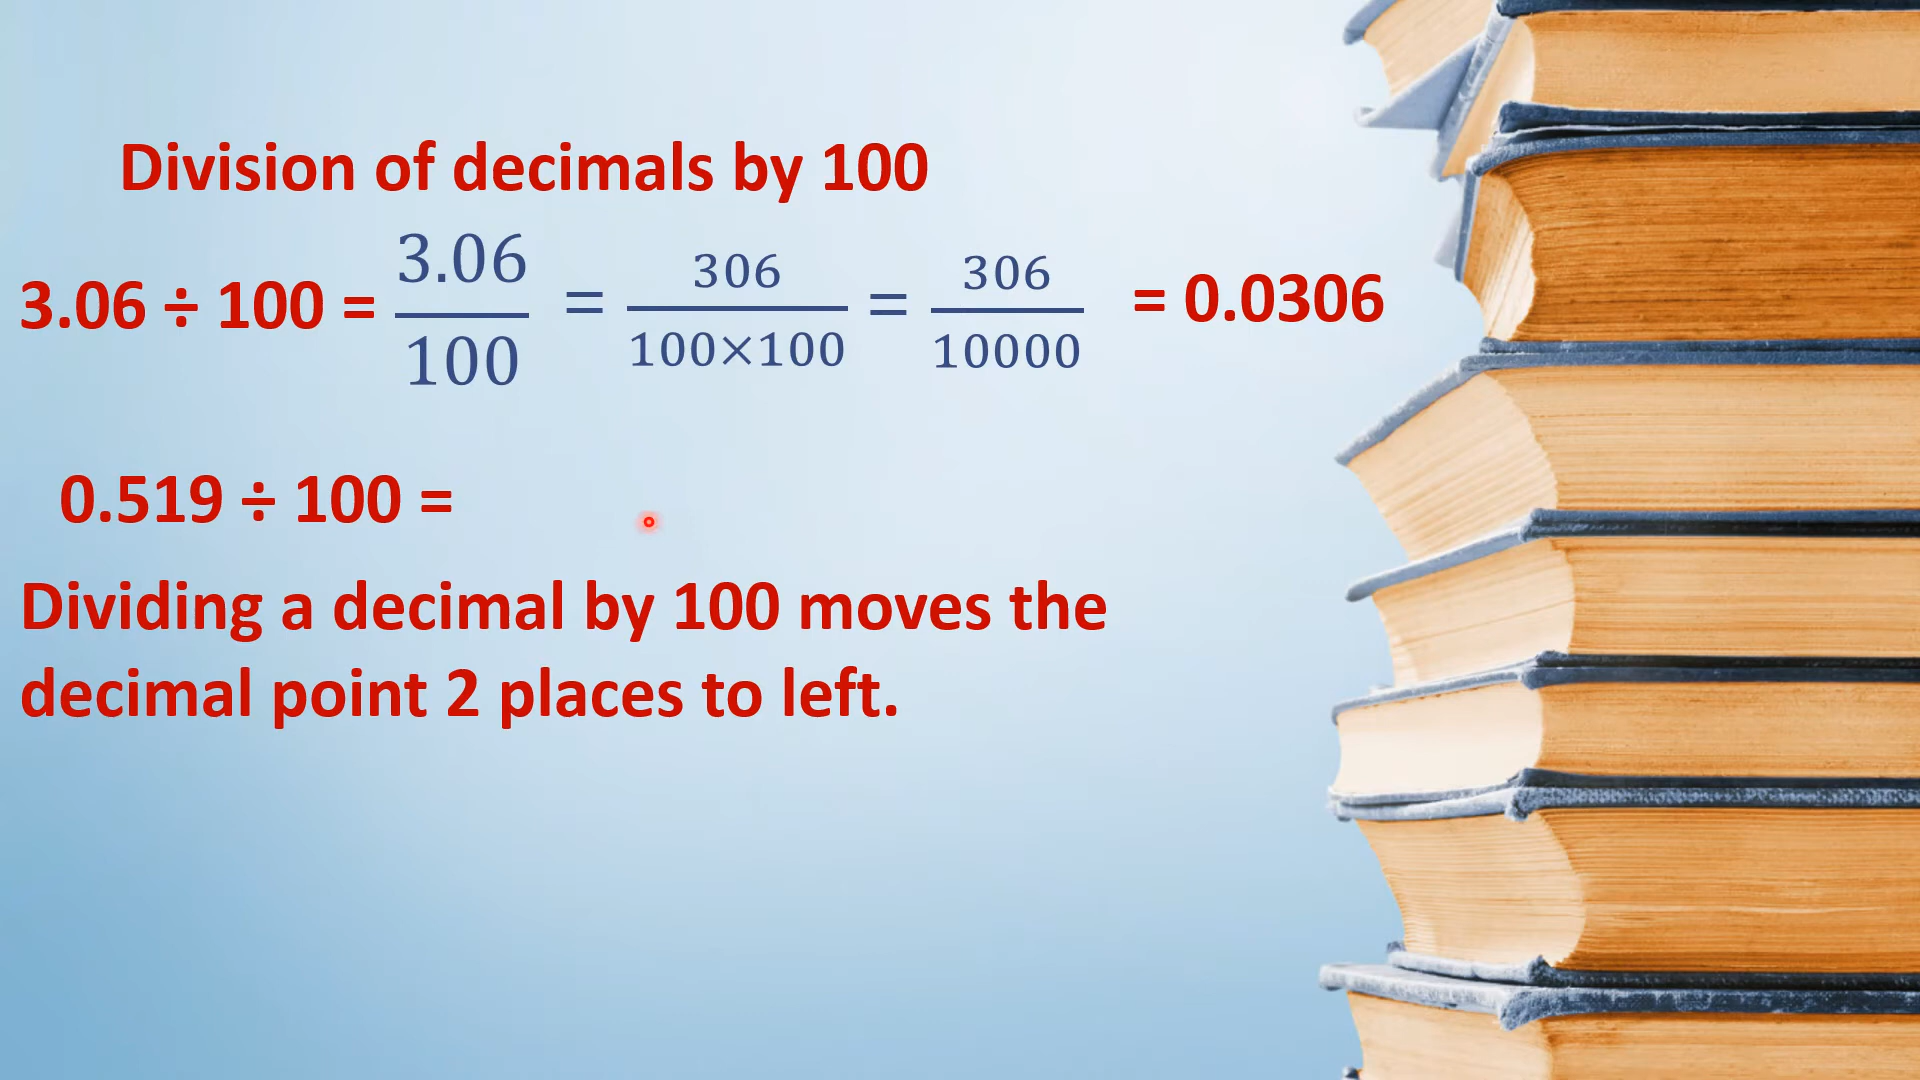 Division of decimals by 100
3.06 ÷ 100 = 3.06/100 = 306/100×100 = 306/10000 = 0.0306
0.519 ÷ 100 =
Dividing a decimal by 100 moves the
decimal point 2 places to left.